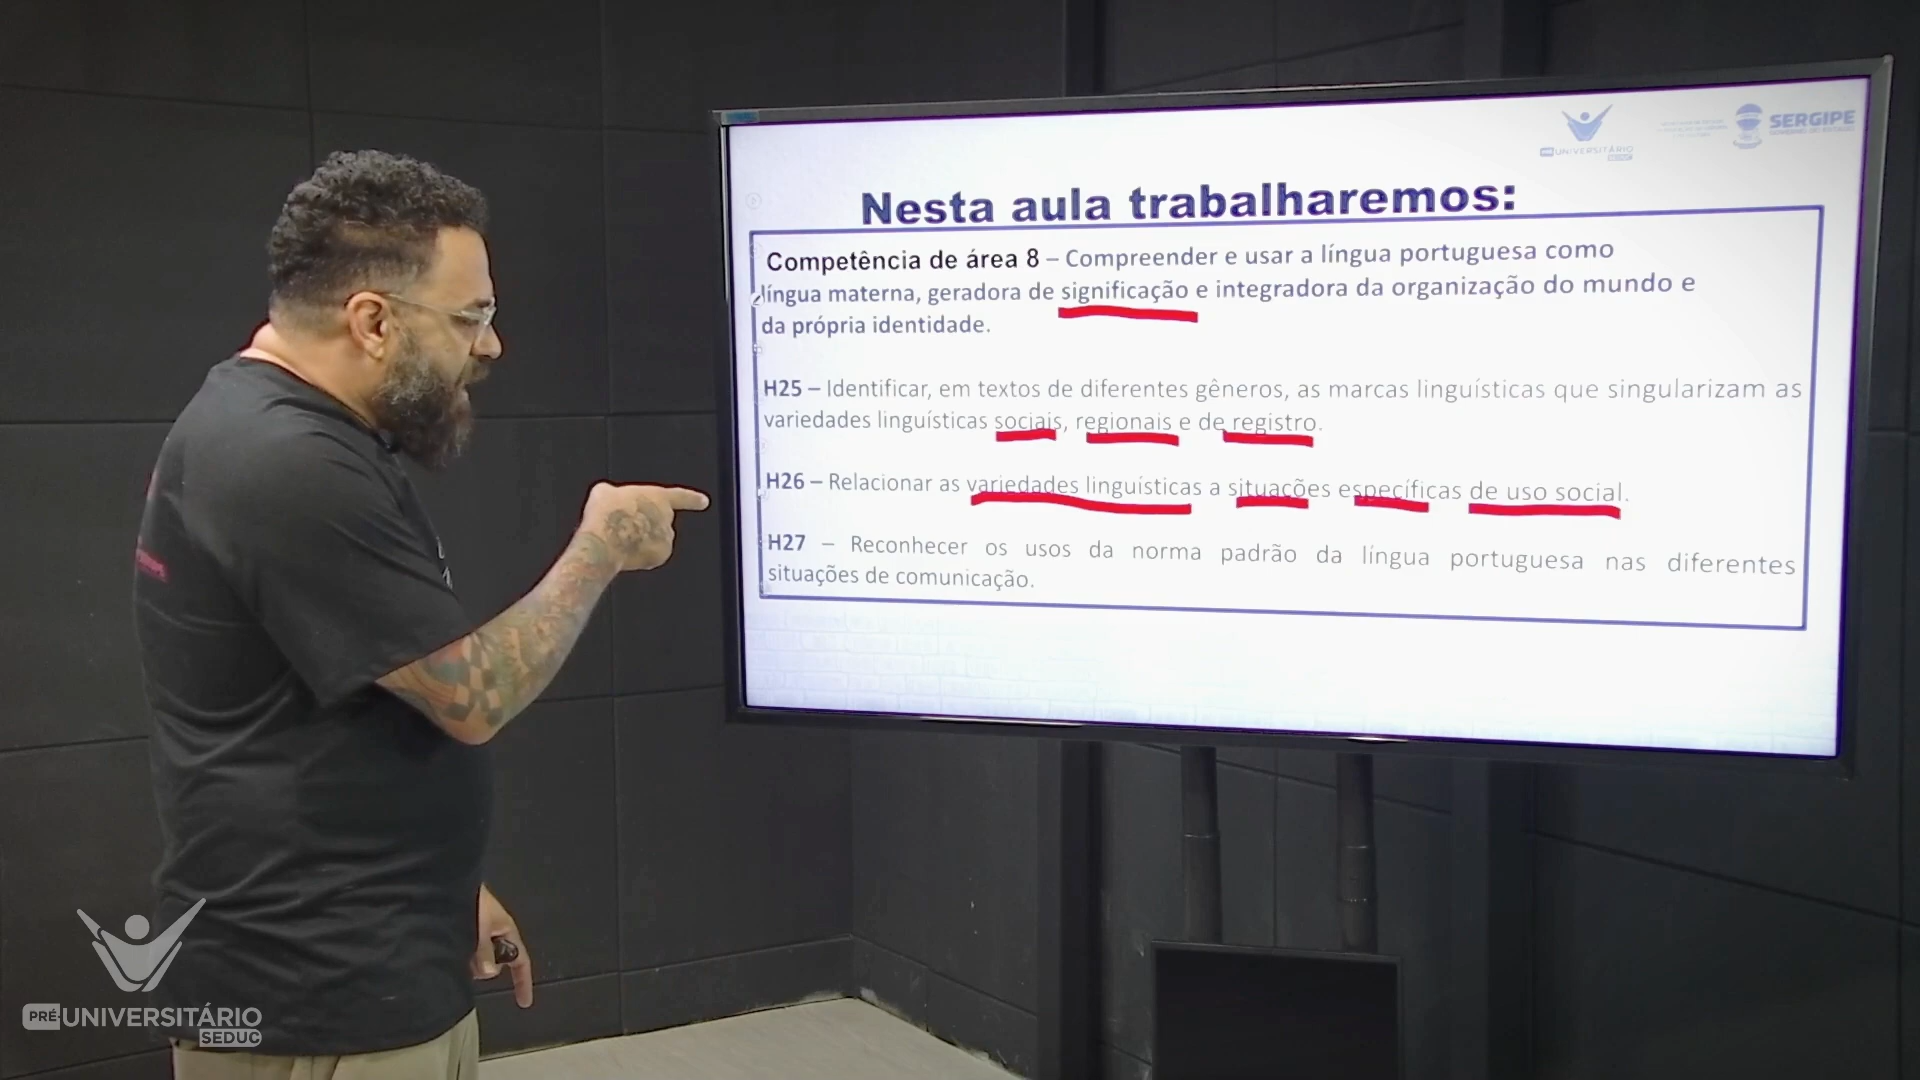 UNIVERSITÁRIO
SERGIPE
GOVERNO DO ESTADO
Nesta aula trabalharemos:
Competência de área 8 – Compreender e usar a língua portuguesa como
língua materna, geradora de significação e integradora da organização do mundo e
da própria identidade.
H25 – Identificar, em textos de diferentes gêneros, as marcas linguísticas que singularizam as
variedades linguísticas sociais, regionais e de registro.
H26 – Relacionar as variedades linguísticas a situações específicas de uso social.
H27 – Reconhecer os usos da norma padrão da língua portuguesa nas diferentes
situações de comunicação.
PRÉ-UNIVERSITÁRIO
SEDUC